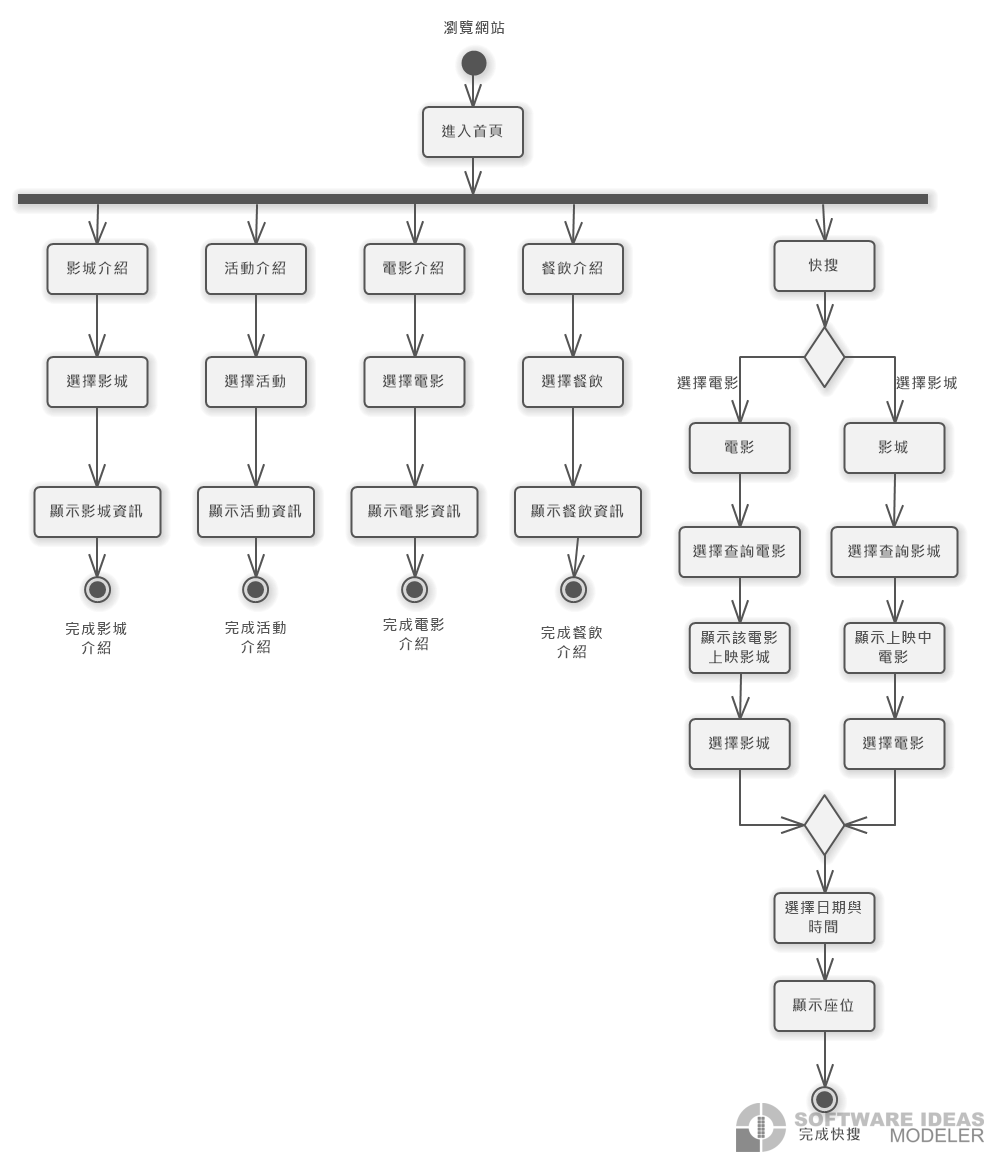 瀏覽網站
進入首頁
影城介紹
活動介紹
電影介紹
餐飲介紹
快搜
選擇影城
選擇活動
選擇電影
選擇餐飲
選擇電影
選擇影城
電影
影城
顯示影城資訊
顯示活動資訊
顯示電影資訊
顯示餐飲資訊
選擇查詢電影
選擇查詢影城
完成影城
介紹
完成活動
介紹
完成電影
介紹
完成餐飲
介紹
顯示該電影
上映影城
顯示上映中
電影
選擇影城
選擇電影
選擇日期與
時間
顯示座位
完成快搜
SOFTWARE IDEAS
MODELER